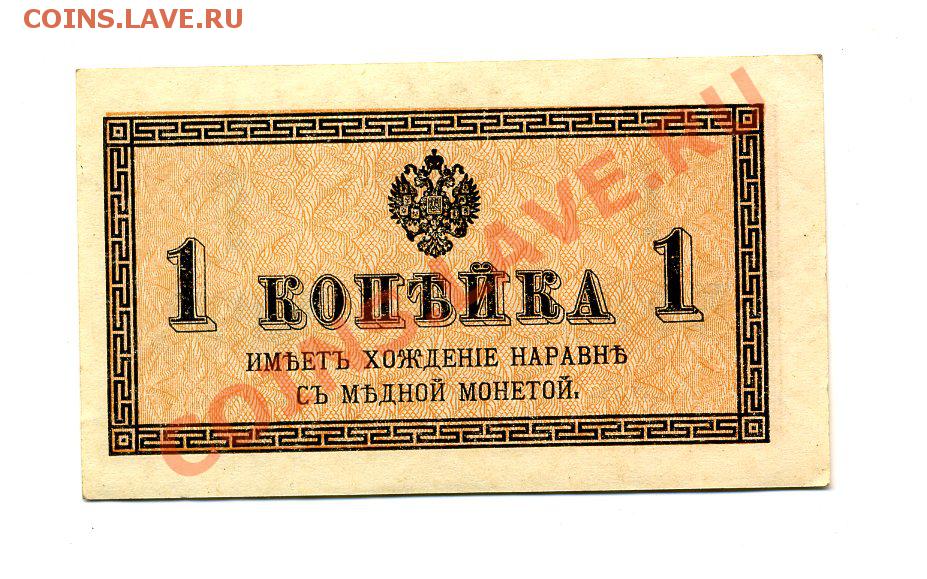 COINS.LAVE.RU
1 КОПѢЙКА 1
ИМѢЕТЪ ХОЖДЕНІЕ НАРАВНѢ
СЪ МѢДНОЙ МОНЕТОЙ.
COINS.LAVE.RU